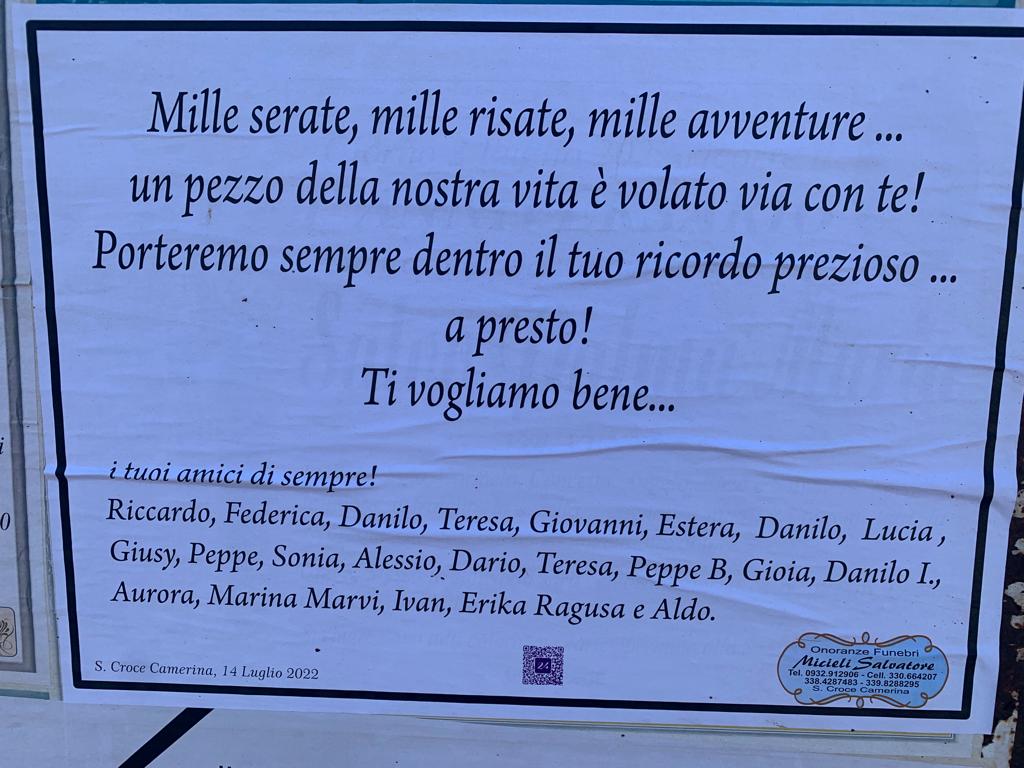 Mille serate, mille risate, mille avventure ...
un pezzo della nostra vita è volato via con te!
Porteremo sempre dentro il tuo ricordo prezioso ...
a presto!
Ti vogliamo bene...
i tuoi amici di sempre!
Riccardo, Federica, Danilo, Teresa, Giovanni, Estera, Danilo, Lucia ,
Giusy, Peppe, Sonia, Alessio, Dario, Teresa, Peppe B, Gioia, Danilo I.,
Aurora, Marina Marvi, Ivan, Erika Ragusa e Aldo.
S. Croce Camerina, 14 Luglio 2022
24
Onoranze Funebri
Micieli Salvatore
Tel. 0932.912906 - Cell. 330.664207
338.4287483 - 339.8288295
S. Croce Camerina